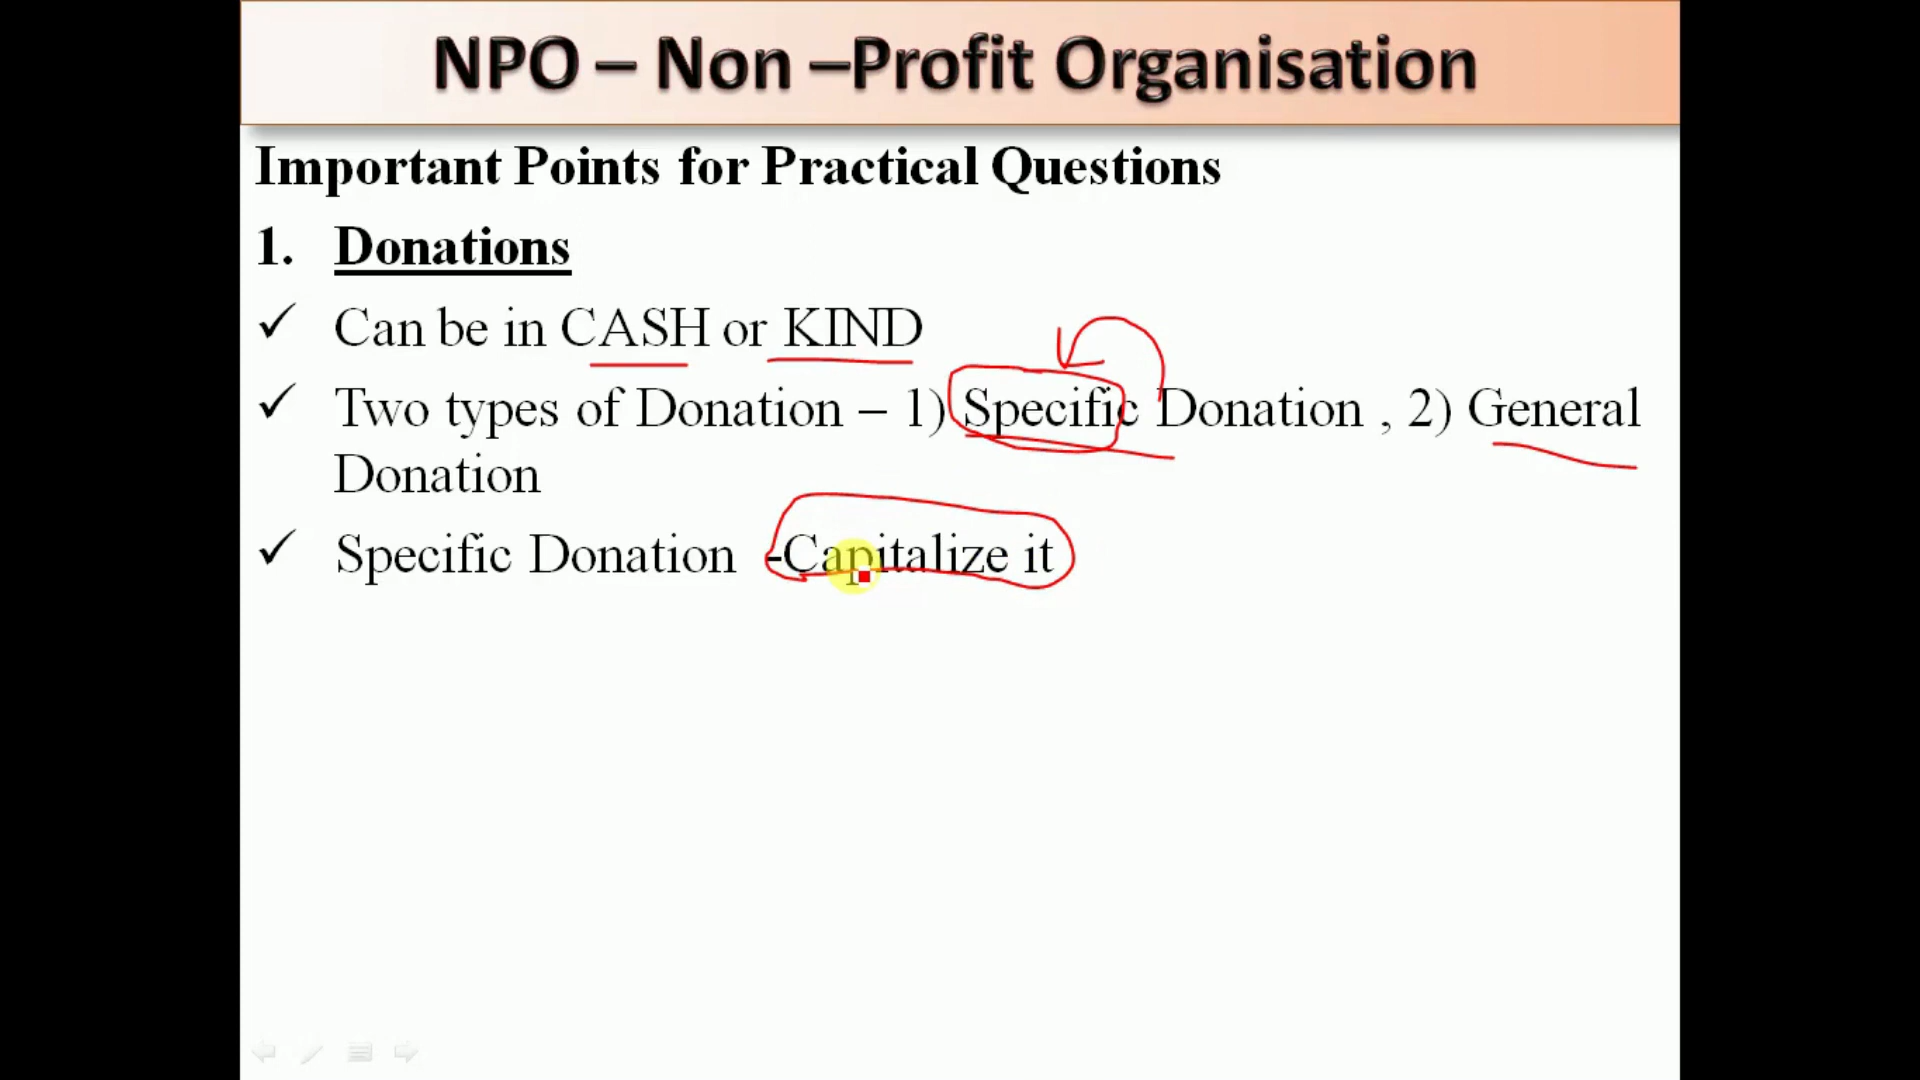 NPO – Non –Profit Organisation
Important Points for Practical Questions
1. Donations
✓ Can be in CASH or KIND
✓ Two types of Donation – 1) Specific Donation , 2) General
Donation
✓ Specific Donation -Capitalize it